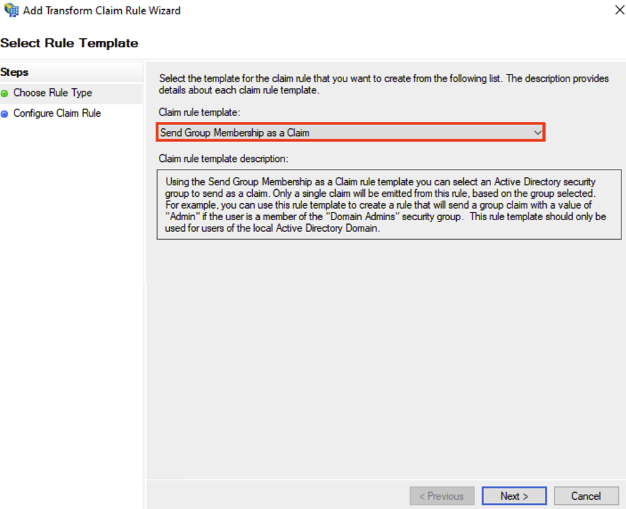 Add Transform Claim Rule Wizard
Select Rule Template
Steps
Choose Rule Type
Configure Claim Rule
Select the template for the claim rule that you want to create from the following list. The description provides
details about each claim rule template.
Claim rule template:
Send Group Membership as a Claim
Claim rule template description:
Using the Send Group Membership as a Claim rule template you can select an Active Directory security
group to send as a claim. Only a single claim will be emitted from this rule, based on the group selected.
For example, you can use this rule template to create a rule that will send a group claim with a value of
"Admin" if the user is a member of the "Domain Admins" security group.  This rule template should only be
used for users of the local Active Directory Domain.
< Previous
Next >
Cancel